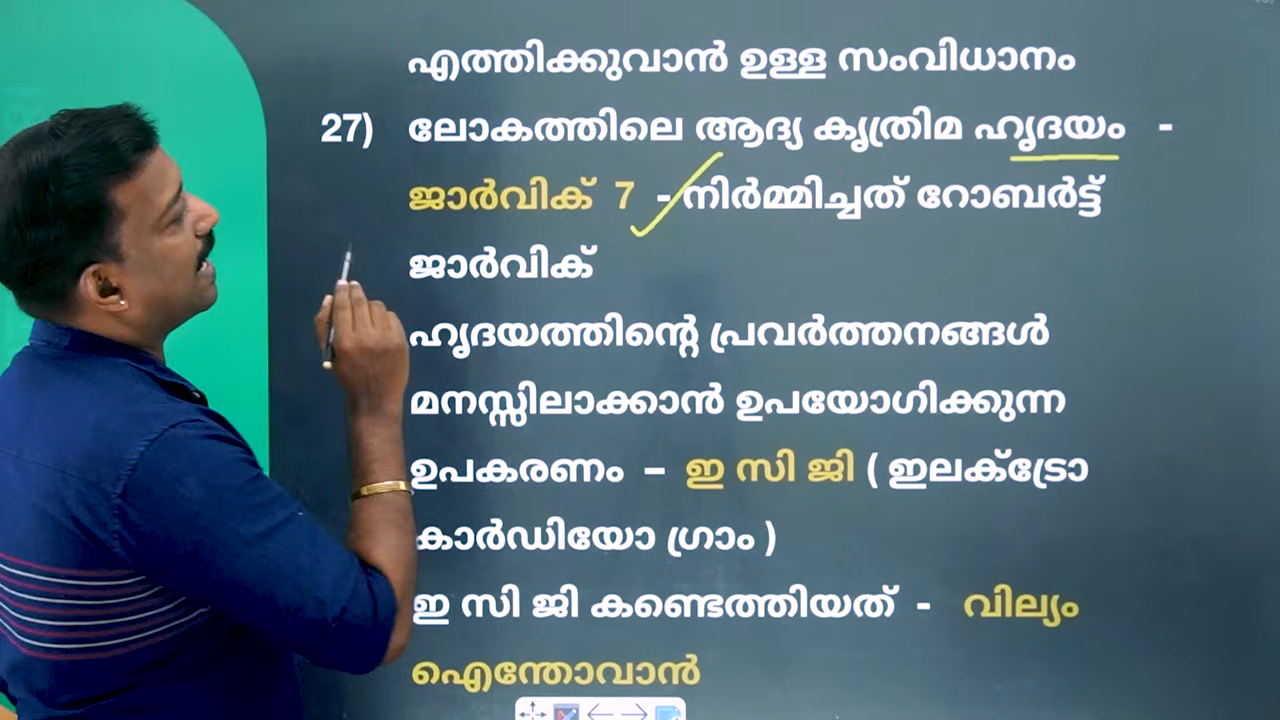 എത്തിക്കുവാൻ ഉള്ള സംവിധാനം
27) ലോകത്തിലെ ആദ്യ കൃത്രിമ ഹൃദയം -
ജാർവിക് 7 - നിർമ്മിച്ചത് റോബർട്ട്
ജാർവിക്
ഹൃദയത്തിന്റെ പ്രവർത്തനങ്ങൾ
മനസ്സിലാക്കാൻ ഉപയോഗിക്കുന്ന
ഉപകരണം – ഇ സി ജി ( ഇലക്ട്രോ
കാർഡിയോ ഗ്രാം )
ഇ സി ജി കണ്ടെത്തിയത് - വില്യം
ഐന്തോവാൻ